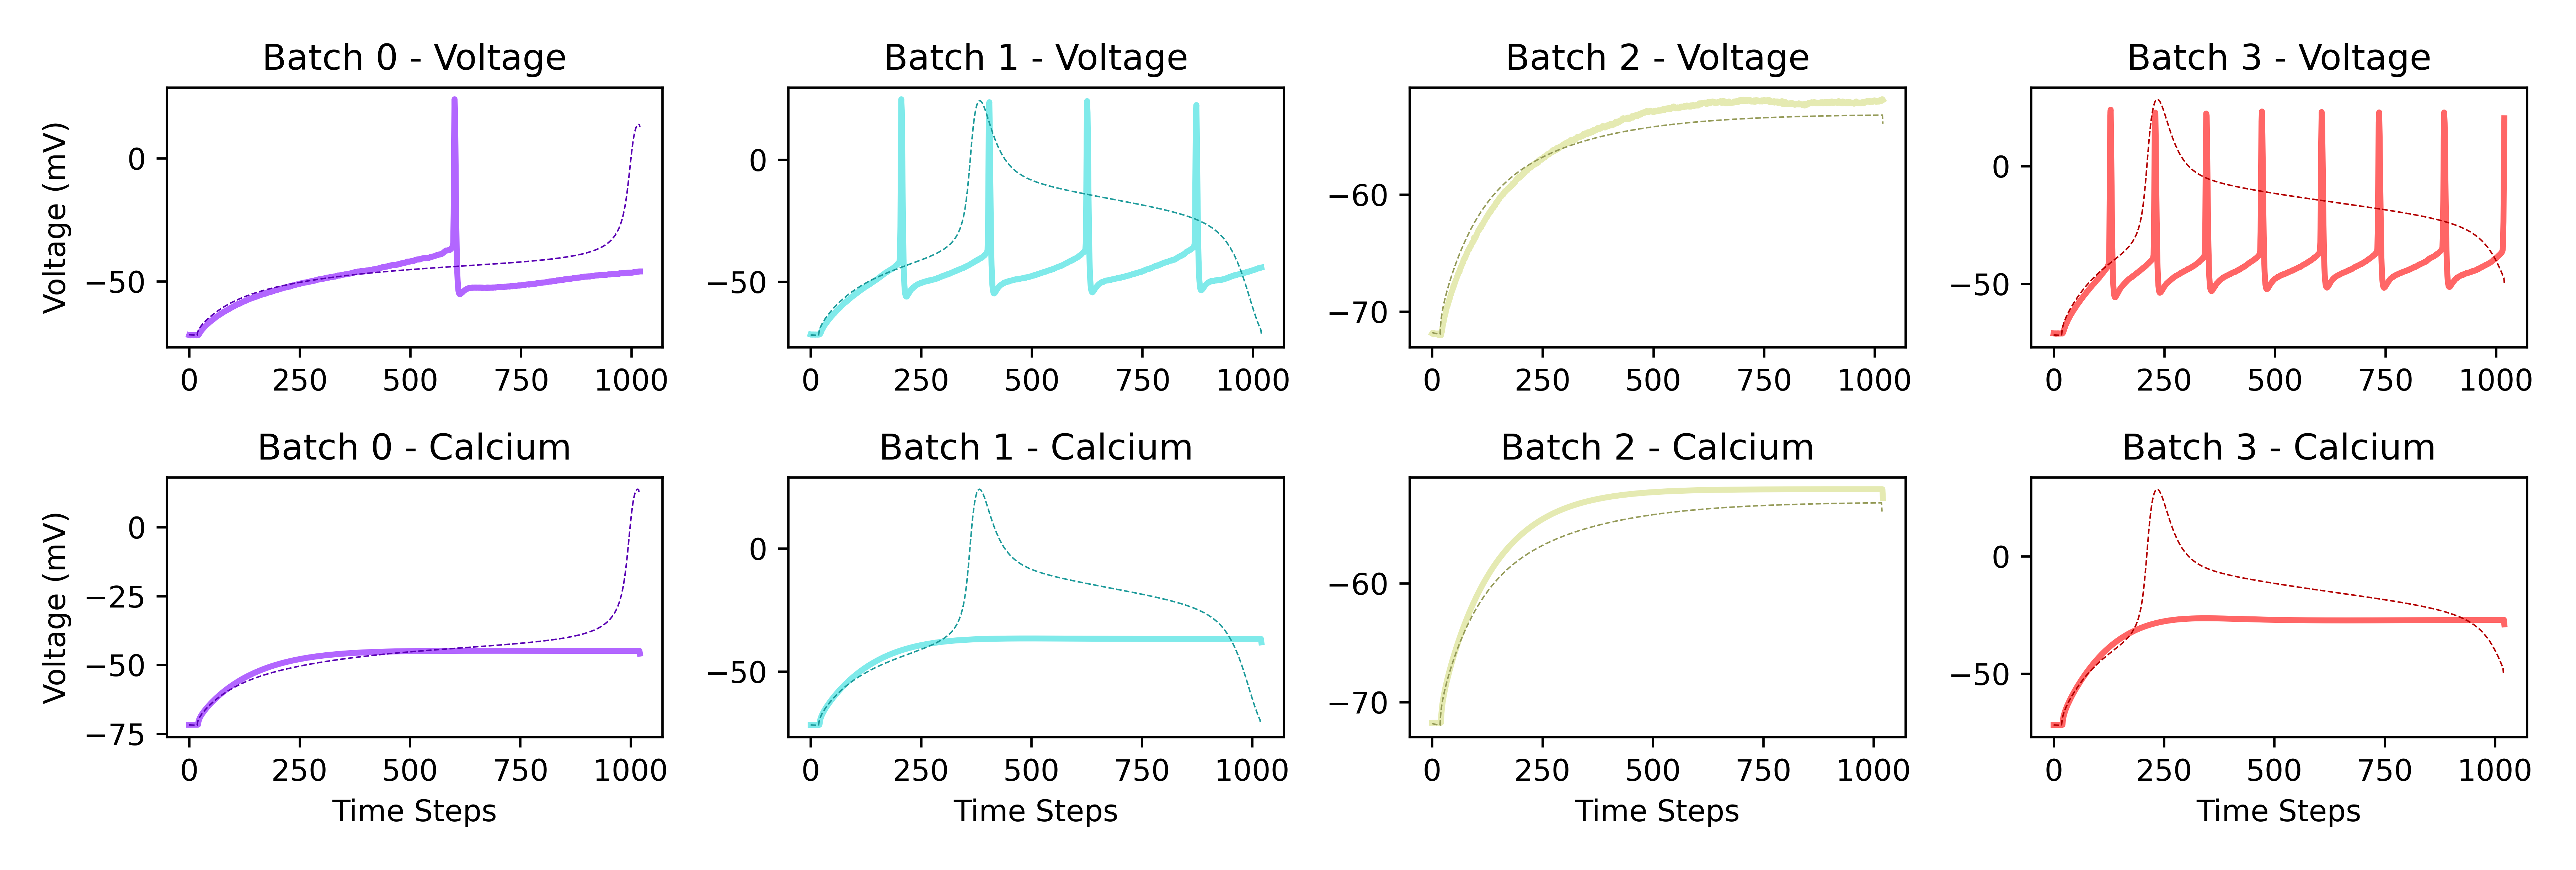 Batch 0 - Voltage
Batch 1 - Voltage
Batch 2 - Voltage
Batch 3 - Voltage
Voltage (mV)
0
−50
0
−50
−60
−70
0
−50
0 250 500 750 1000
0 250 500 750 1000
0 250 500 750 1000
0 250 500 750 1000
Batch 0 - Calcium
Batch 1 - Calcium
Batch 2 - Calcium
Batch 3 - Calcium
Voltage (mV)
0
−25
−50
−75
0
−50
−60
−70
0
−50
0 250 500 750 1000
0 250 500 750 1000
0 250 500 750 1000
0 250 500 750 1000
Time Steps
Time Steps
Time Steps
Time Steps